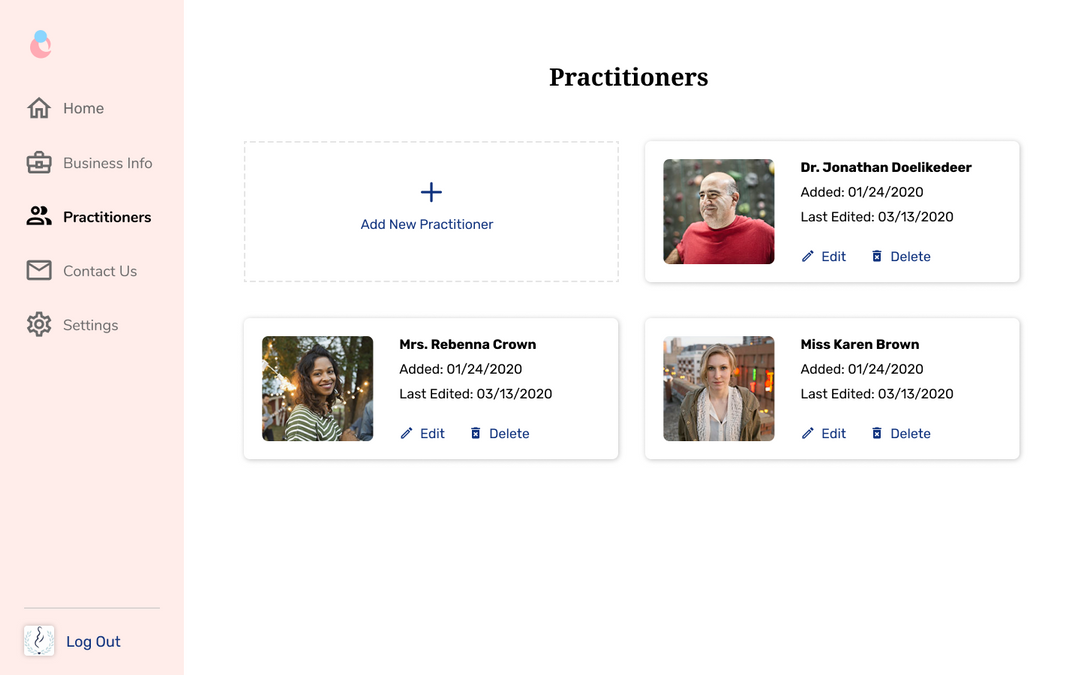 Home
Business Info
Practitioners
Contact Us
Settings
Log Out
Practitioners
Add New Practitioner
Dr. Jonathan Doelikedeer
Added: 01/24/2020
Last Edited: 03/13/2020
Edit Delete
Mrs. Rebenna Crown
Added: 01/24/2020
Last Edited: 03/13/2020
Edit Delete
Miss Karen Brown
Added: 01/24/2020
Last Edited: 03/13/2020
Edit Delete